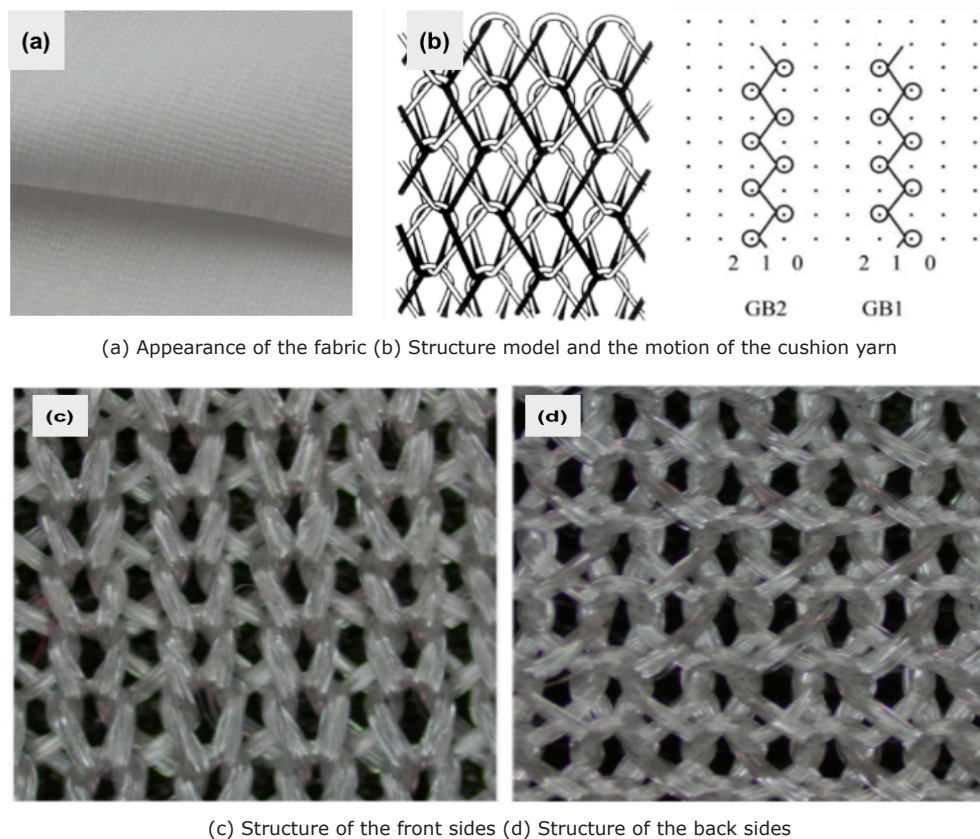 (a)
(b)
2 1 0
2 1 0
GB2
GB1
(a) Appearance of the fabric (b) Structure model and the motion of the cushion yarn
(c)
(d)
(c) Structure of the front sides (d) Structure of the back sides